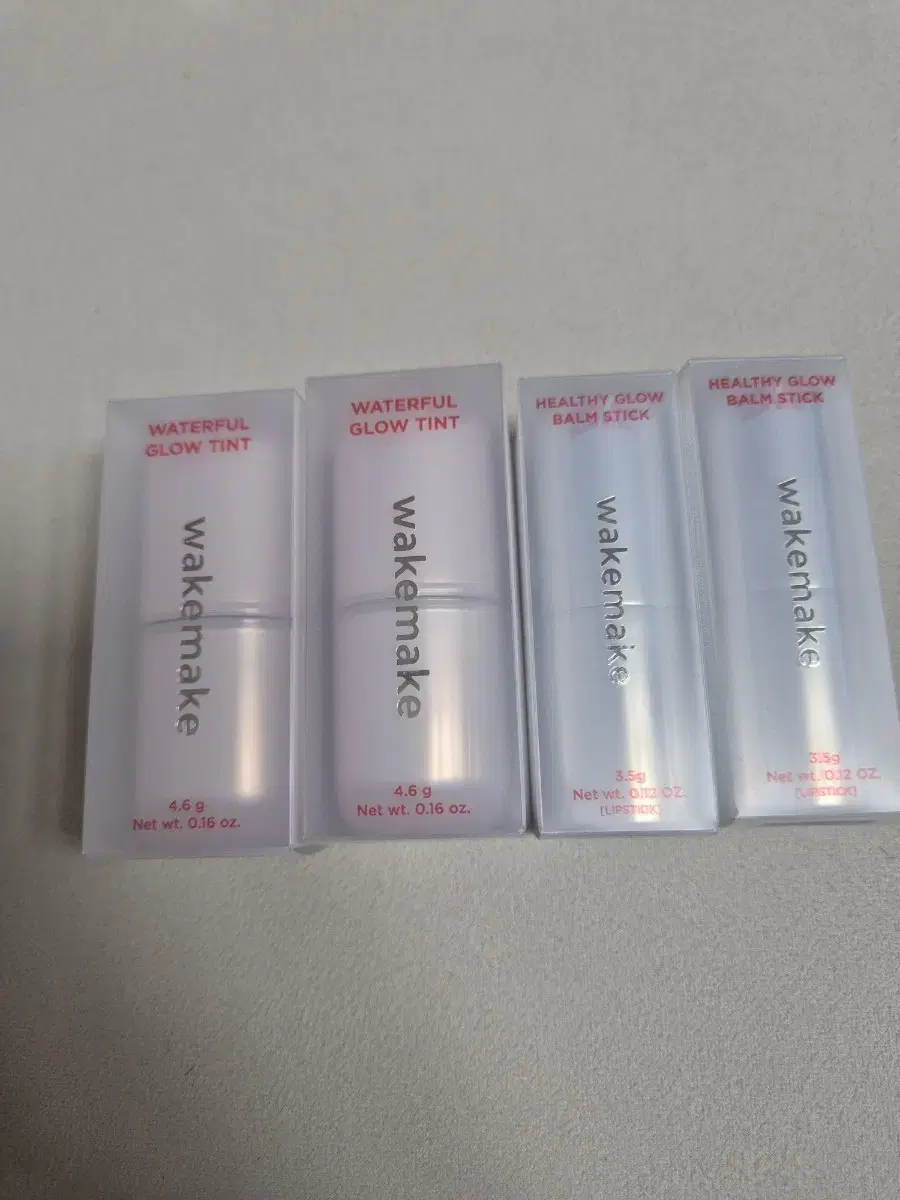 WATERFUL
GLOW TINT
wakemake
4.6 g
Net wt. 0.16 oz.
WATERFUL
GLOW TINT
wakemake
4.6 g
Net wt. 0.16 oz.
HEALTHY GLOW
BALM STICK
wakemake
3.5g
Net wt. 0.12 OZ.
[LIPSTICK]
HEALTHY GLOW
BALM STICK
wakemake
3.5g
Net wt. 0.12 OZ.
[LIPSTICK]